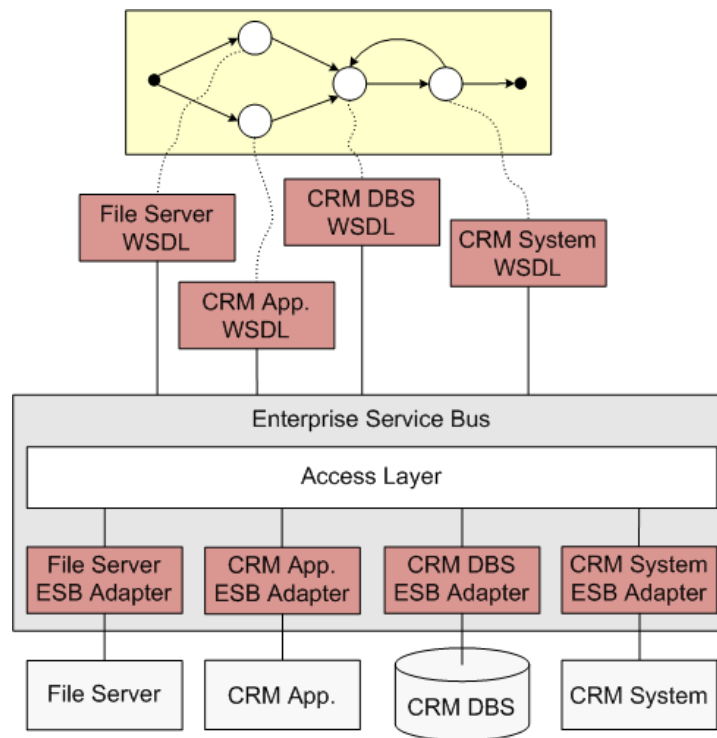 File Server
WSDL
CRM DBS
WSDL
CRM System
WSDL
CRM App.
WSDL
Enterprise Service Bus
Access Layer
File Server
ESB Adapter
CRM App.
ESB Adapter
CRM DBS
ESB Adapter
CRM System
ESB Adapter
File Server
CRM App.
CRM DBS
CRM System